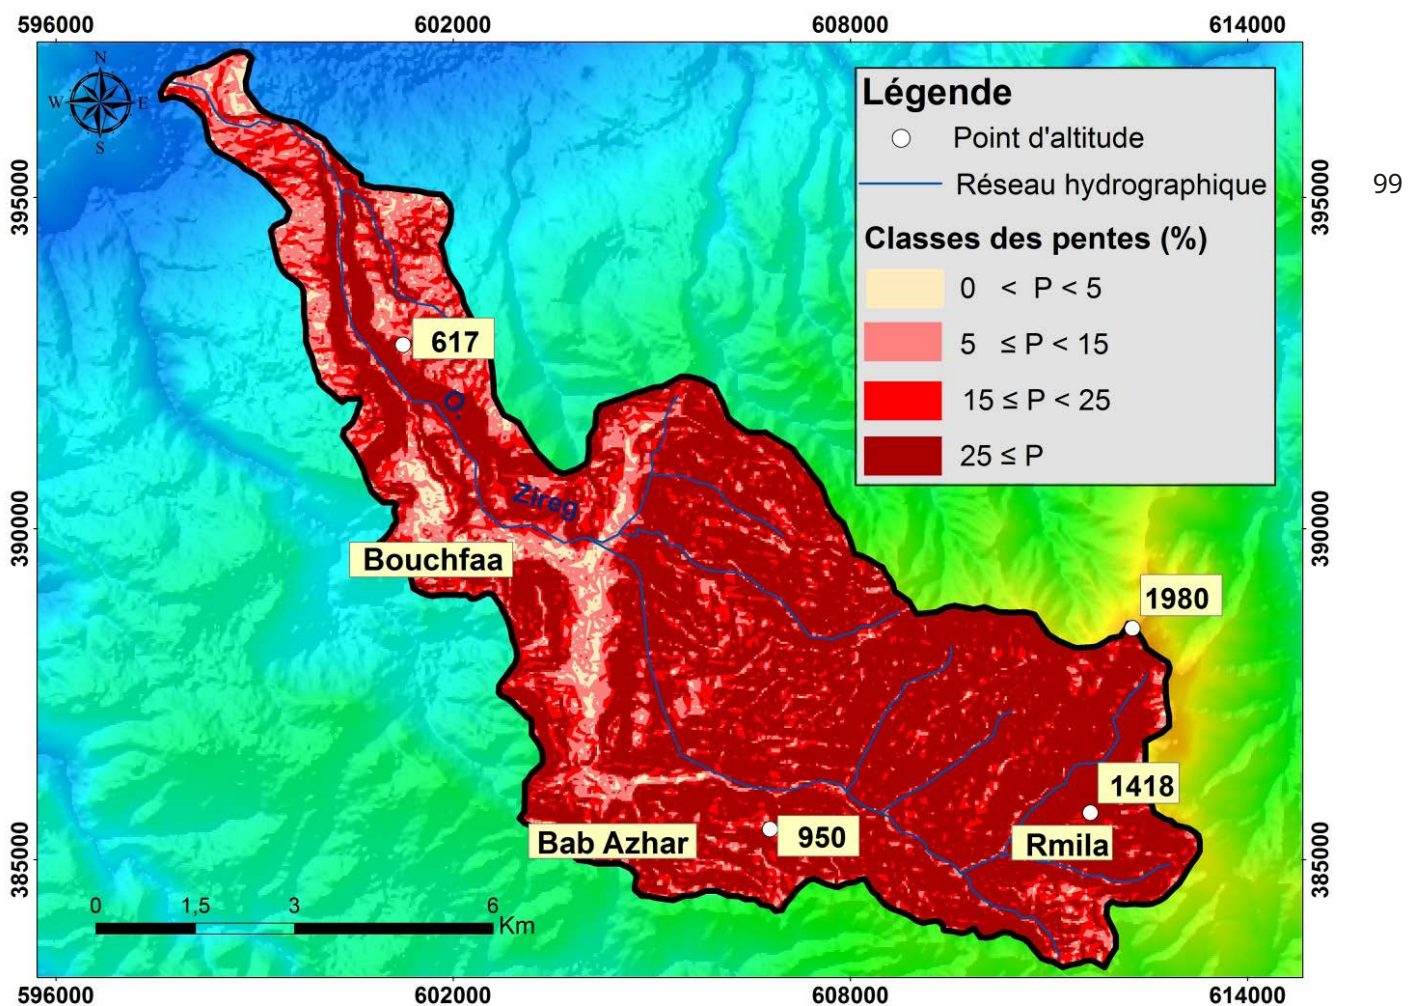 596000 602000 608000 614000
N
W E
S
Légende
Point d'altitude
Réseau hydrographique
Classes des pentes (%)
0 < P < 5
5 ≤ P < 15
15 ≤ P < 25
25 ≤ P
99
395000 395000
617
O.
Zireg
390000 390000
Bouchfaa
1980
1418
Bab Azhar
950
Rmila
385000 385000
0 1,5 3 6
Km
596000 602000 608000 614000